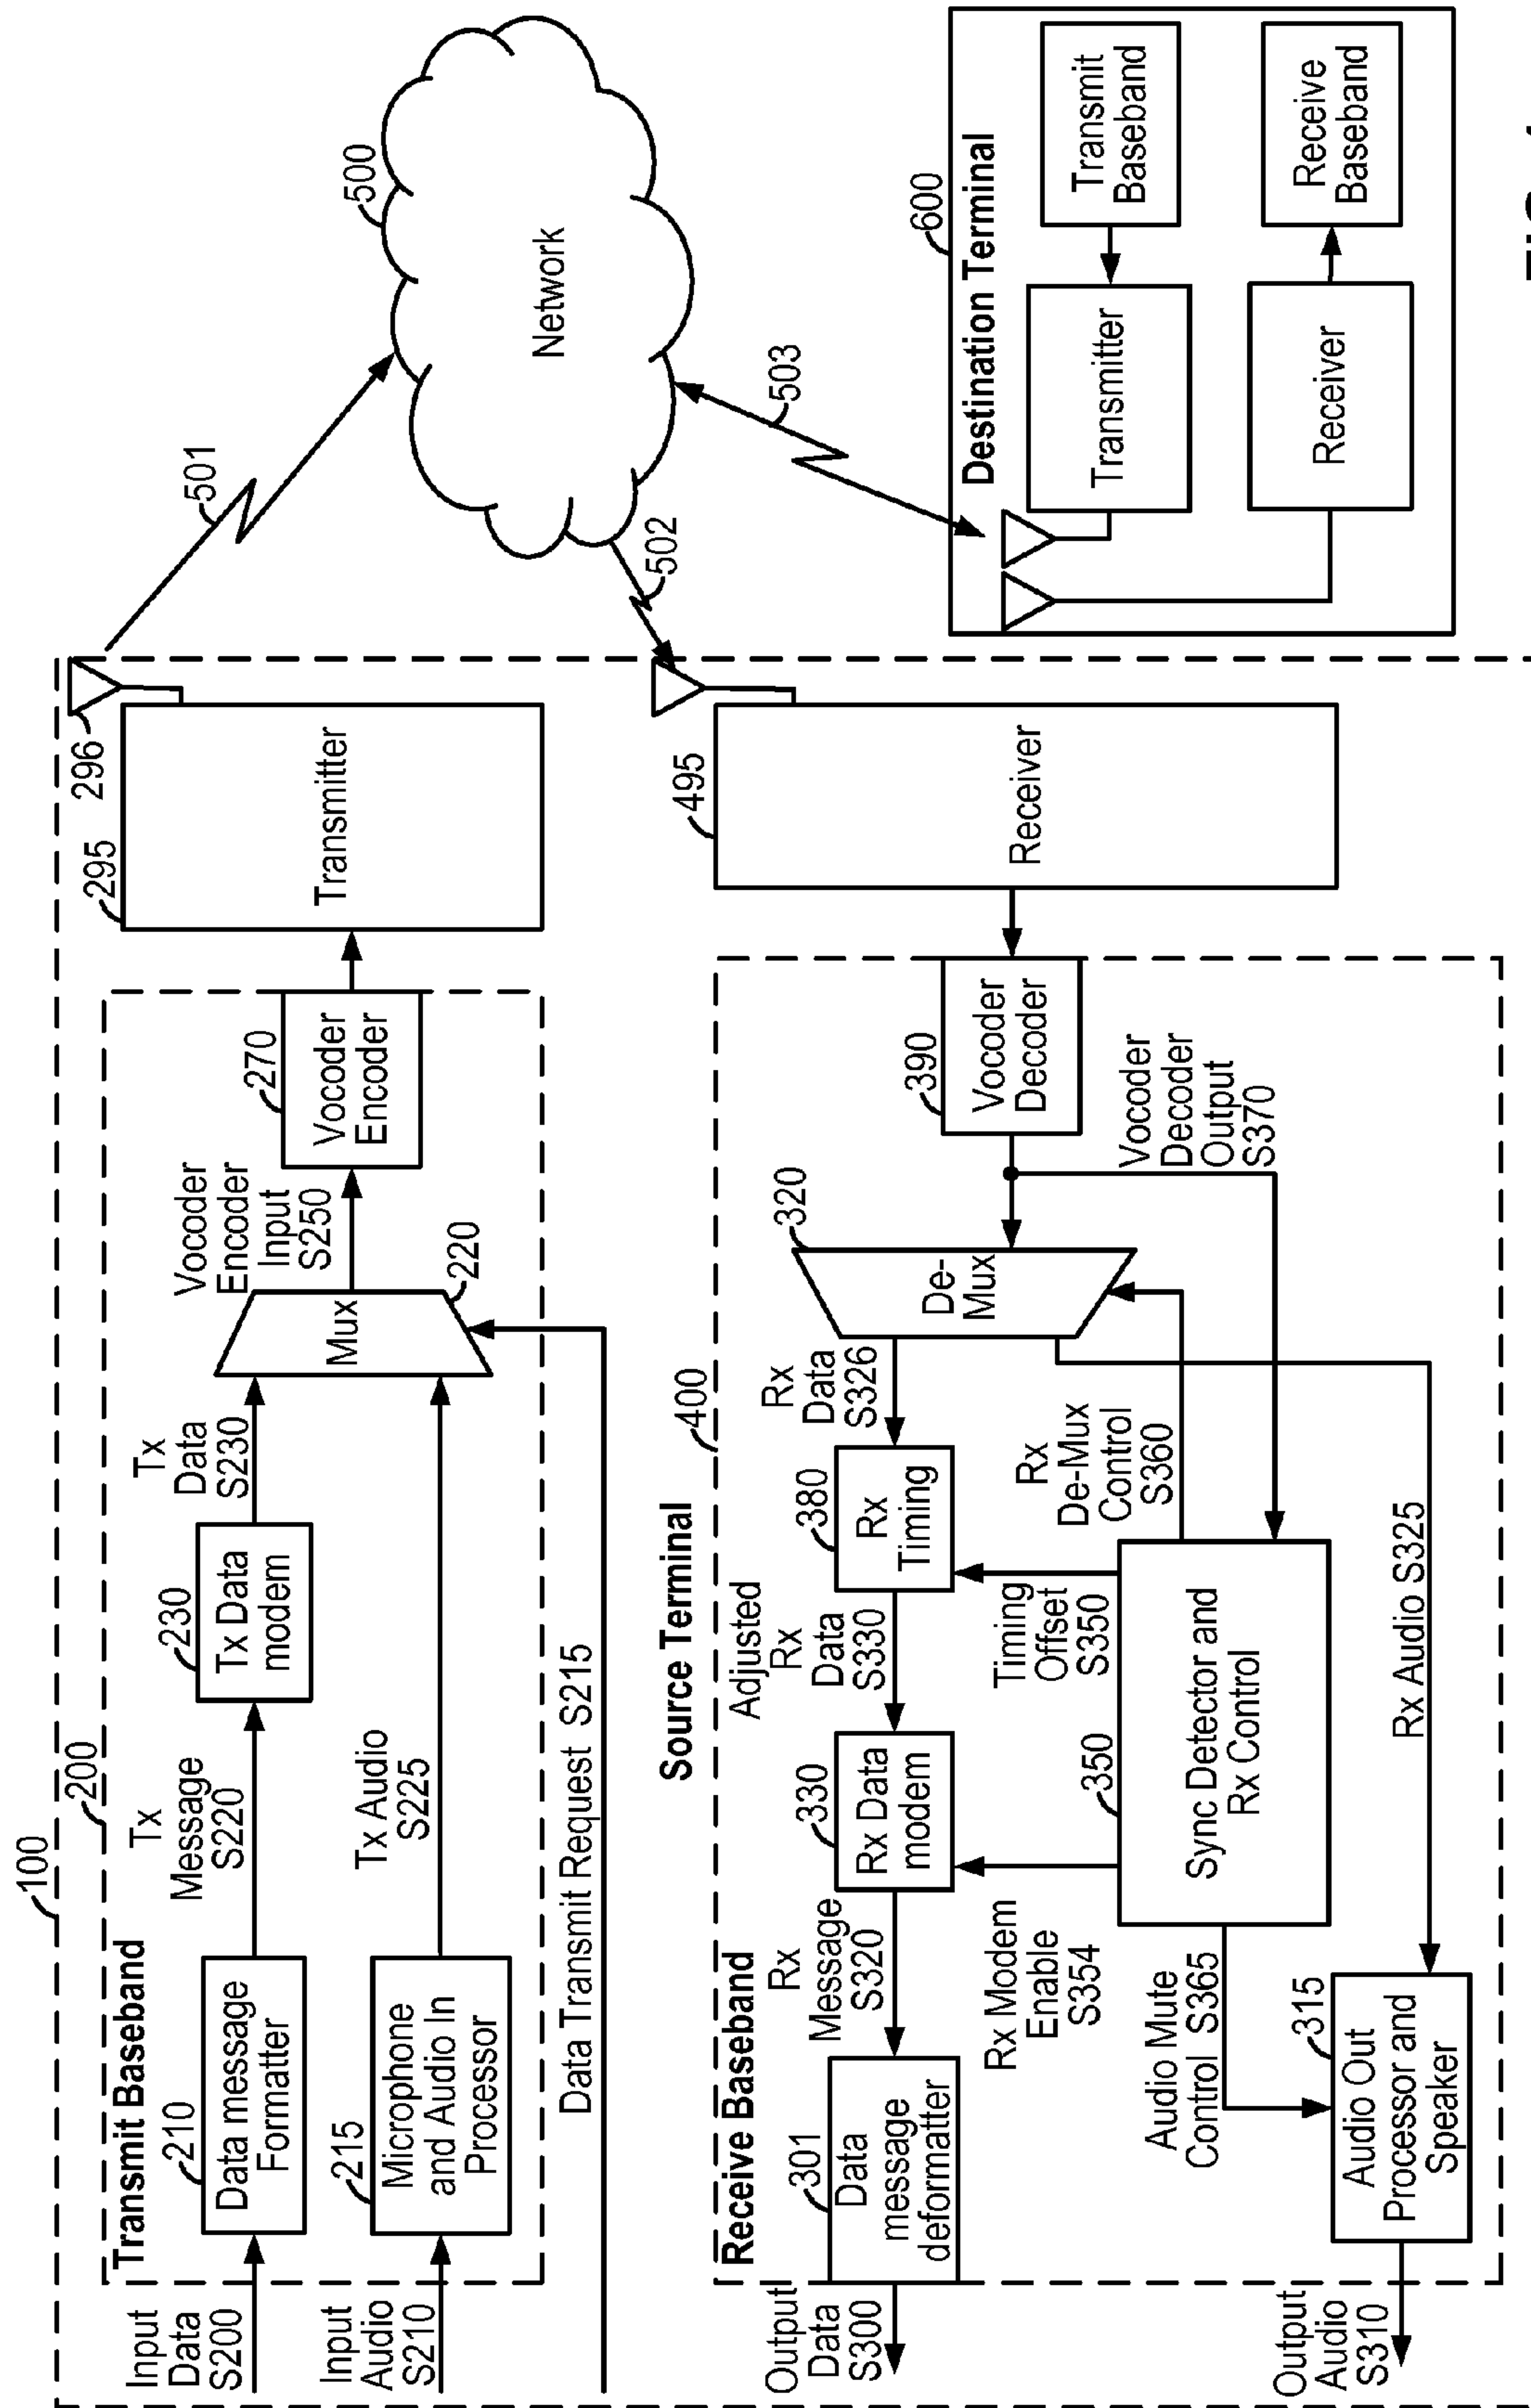 100
200
Transmit Baseband
Input
Data
S200
210
Data message
Formatter
Tx
Message
S220
230
Tx Data
modem
Tx
Data
S230
Input
Audio
S210
215
Microphone
and Audio In
Processor
Tx Audio
S225
Mux
220
Vocoder
Encoder
Input
S250
270
Vocoder
Encoder
295
Transmitter
296
Data Transmit Request S215
Source Terminal
501
500
Network
502
503
400
Receive Baseband
Output
Data
S300
301
Data
message
deformatter
Rx
Message
S320
330
Rx Data
modem
Adjusted
Rx
Data
S330
380
Rx
Timing
Rx
Data
S326
320
De-
Mux
390
Vocoder
Decoder
495
Receiver
Rx Modem
Enable
S354
Timing
Offset
S350
Rx
De-Mux
Control
S360
Vocoder
Decoder
Output
S370
350
Sync Detector and
Rx Control
Audio Mute
Control S365
315
Audio Out
Processor and
Speaker
Rx Audio S325
Output
Audio
S310
600
Destination Terminal
Transmitter
Transmit
Baseband
Receiver
Receive
Baseband